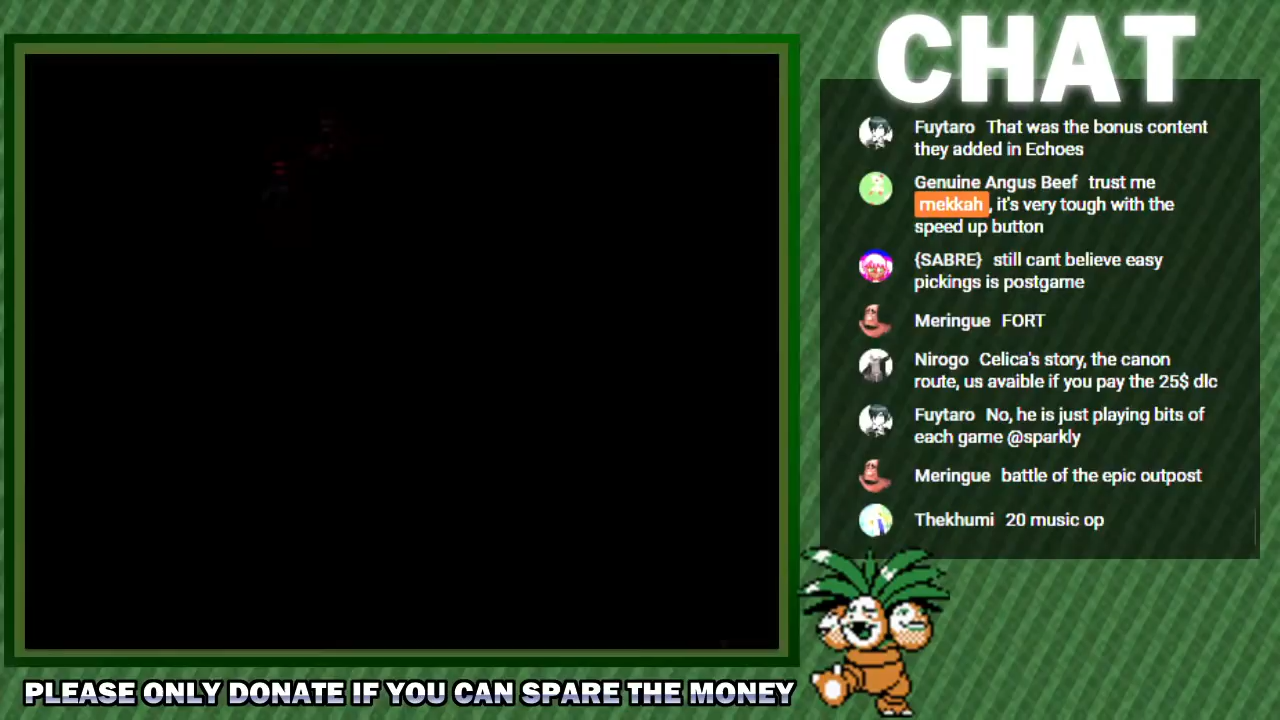 CHAT
Fuytaro That was the bonus content
they added in Echoes
Genuine Angus Beef trust me
mekkah, it's very tough with the
speed up button
{SABRE} still cant believe easy
pickings is postgame
Meringue FORT
Nirogo Celica's story, the canon
route, us avaible if you pay the 25$ dlc
Fuytaro No, he is just playing bits of
each game @sparkly
Meringue battle of the epic outpost
Thekhumi 20 music op
PLEASE ONLY DONATE IF YOU CAN SPARE THE MONEY